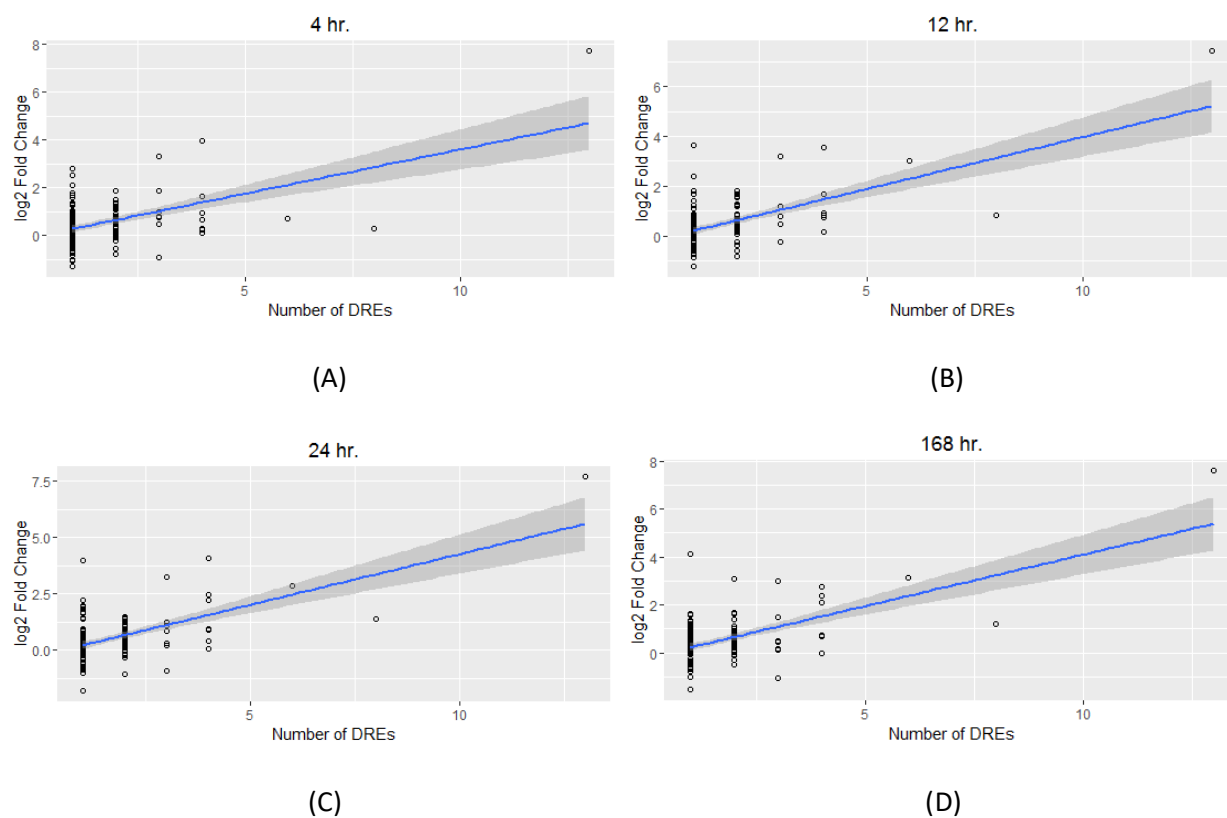 4 hr.
log2 Fold Change
8
6
4
2
0
5
10
Number of DREs
(A)
12 hr.
log2 Fold Change
6
4
2
0
5
10
Number of DREs
(B)
24 hr.
log2 Fold Change
7.5
5.0
2.5
0.0
5
10
Number of DREs
(C)
168 hr.
log2 Fold Change
8
6
4
2
0
5
10
Number of DREs
(D)